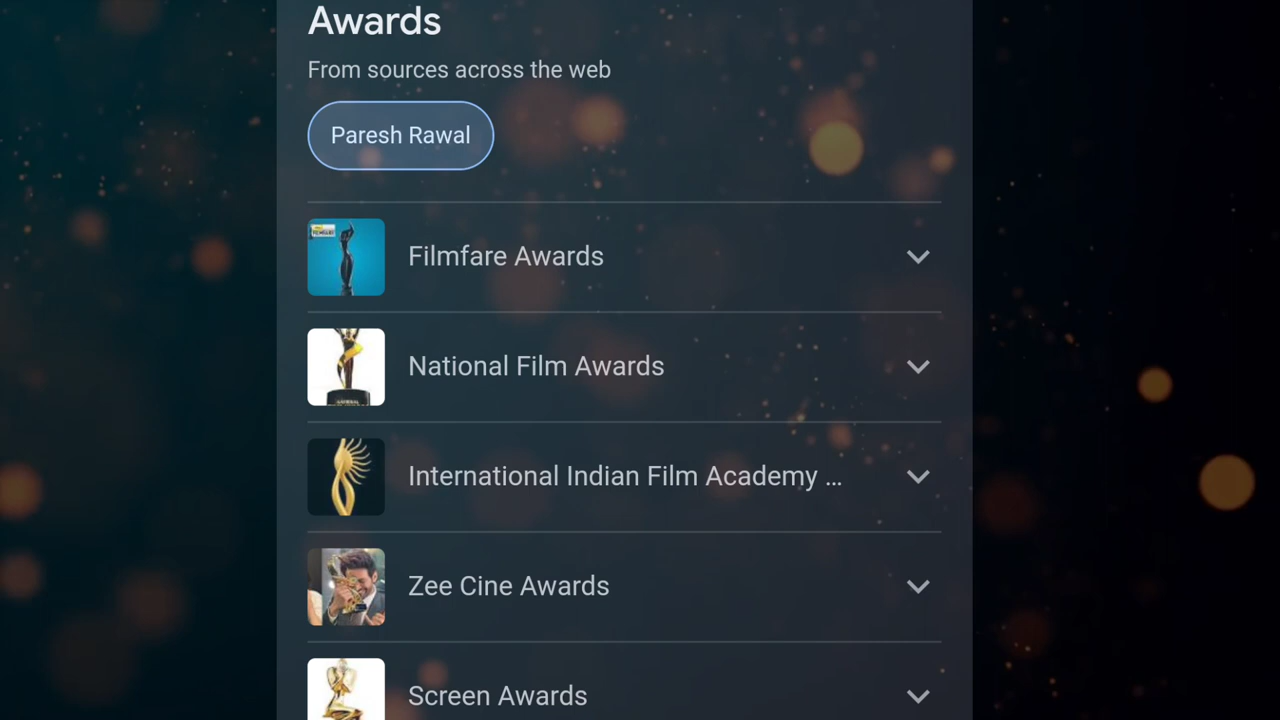 Awards
From sources across the web
Paresh Rawal
Filmfare Awards
National Film Awards
International Indian Film Academy ...
Zee Cine Awards
Screen Awards